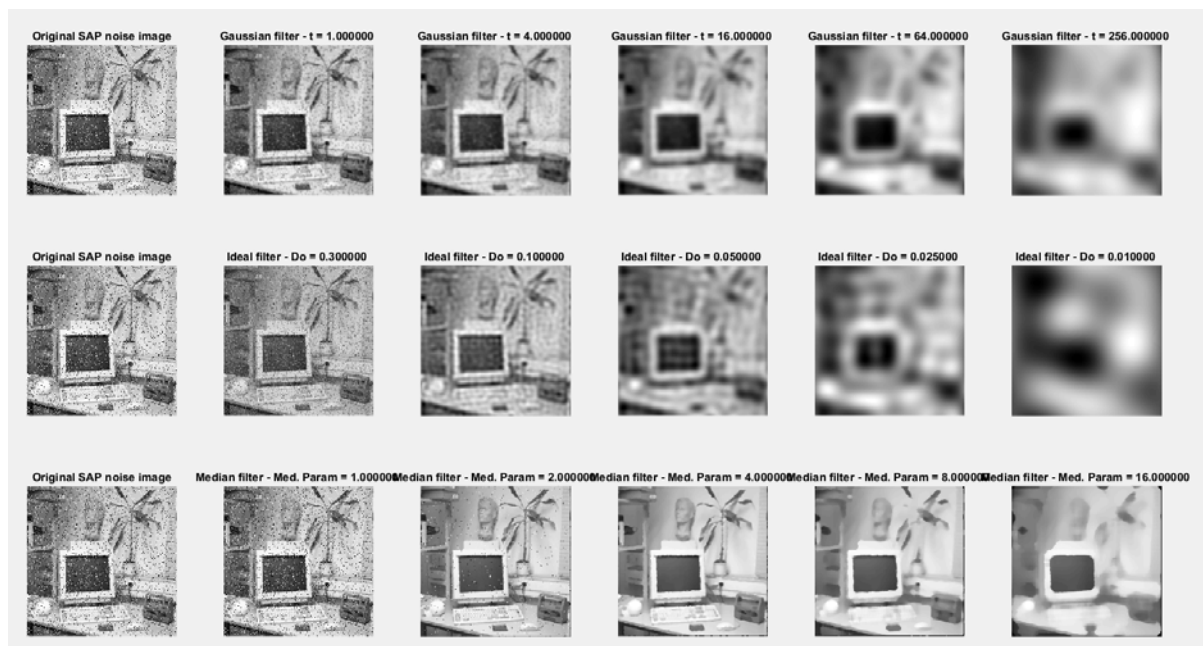 Original SAP noise image
Gaussian filter - t = 1.000000
Gaussian filter - t = 4.000000
Gaussian filter - t = 16.000000
Gaussian filter - t = 64.000000
Gaussian filter - t = 256.000000
Original SAP noise image
Ideal filter - Do = 0.300000
Ideal filter - Do = 0.100000
Ideal filter - Do = 0.050000
Ideal filter - Do = 0.025000
Ideal filter - Do = 0.010000
Original SAP noise image
Median filter - Med. Param = 1.000000
Median filter - Med. Param = 2.000000
Median filter - Med. Param = 4.000000
Median filter - Med. Param = 8.000000
Median filter - Med. Param = 16.000000